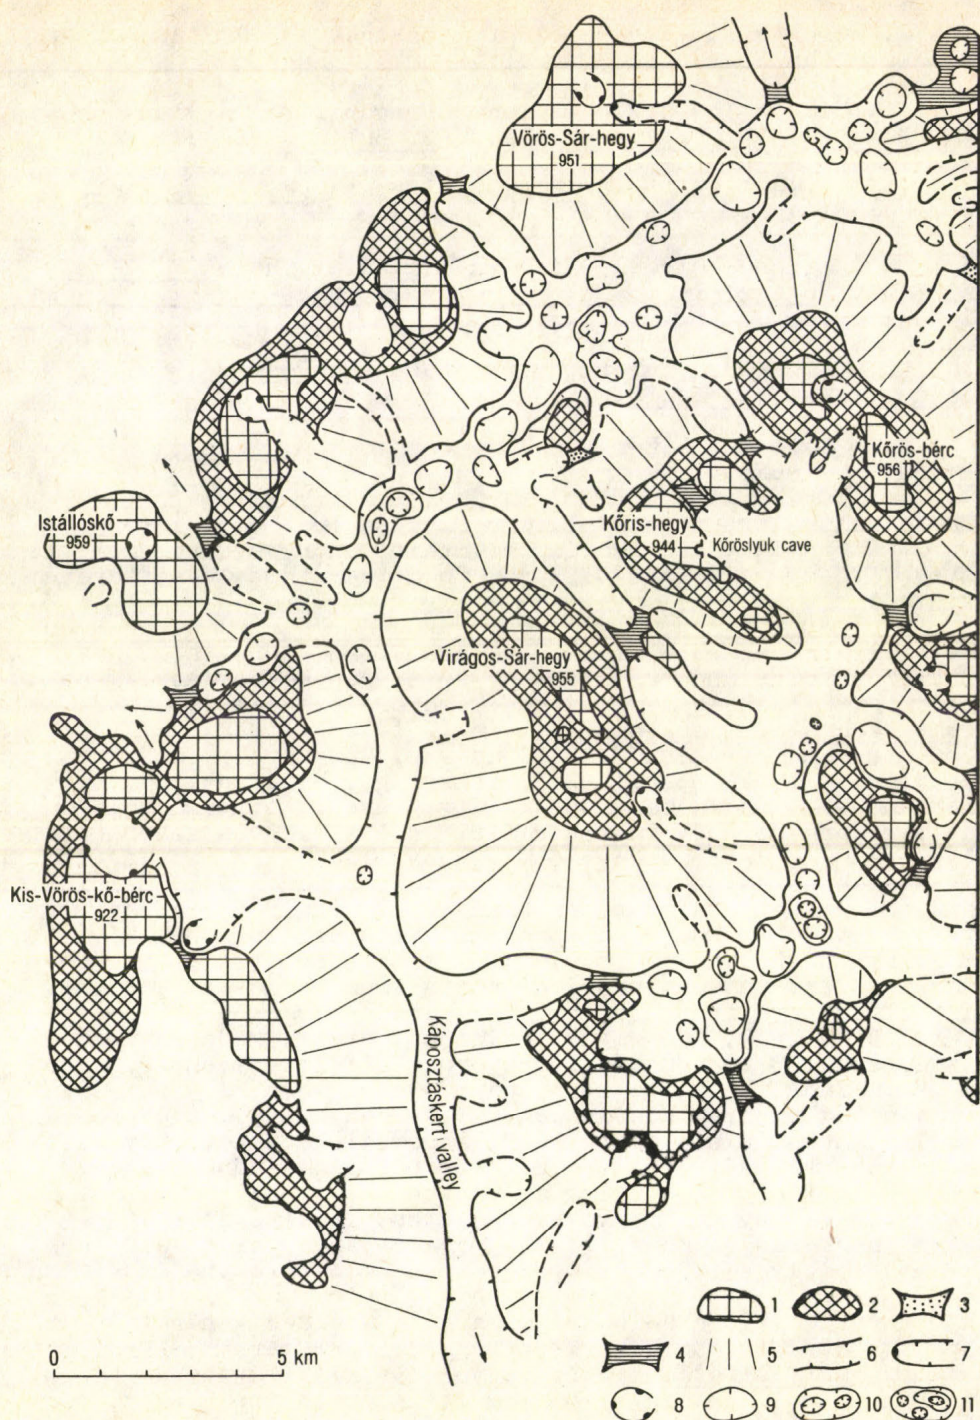 Vörös-Sár-hegy
951
Kőrös-bérc
956
Istállóskő
959
Kőris-hegy
944
Kőröslyuk cave
Virágos-Sár-hegy
955
Kis-Vörös-kő-bérc
922
Káposztáskert valley
1 2 3
0 5 km
4 5 6 7
8 9 10 11